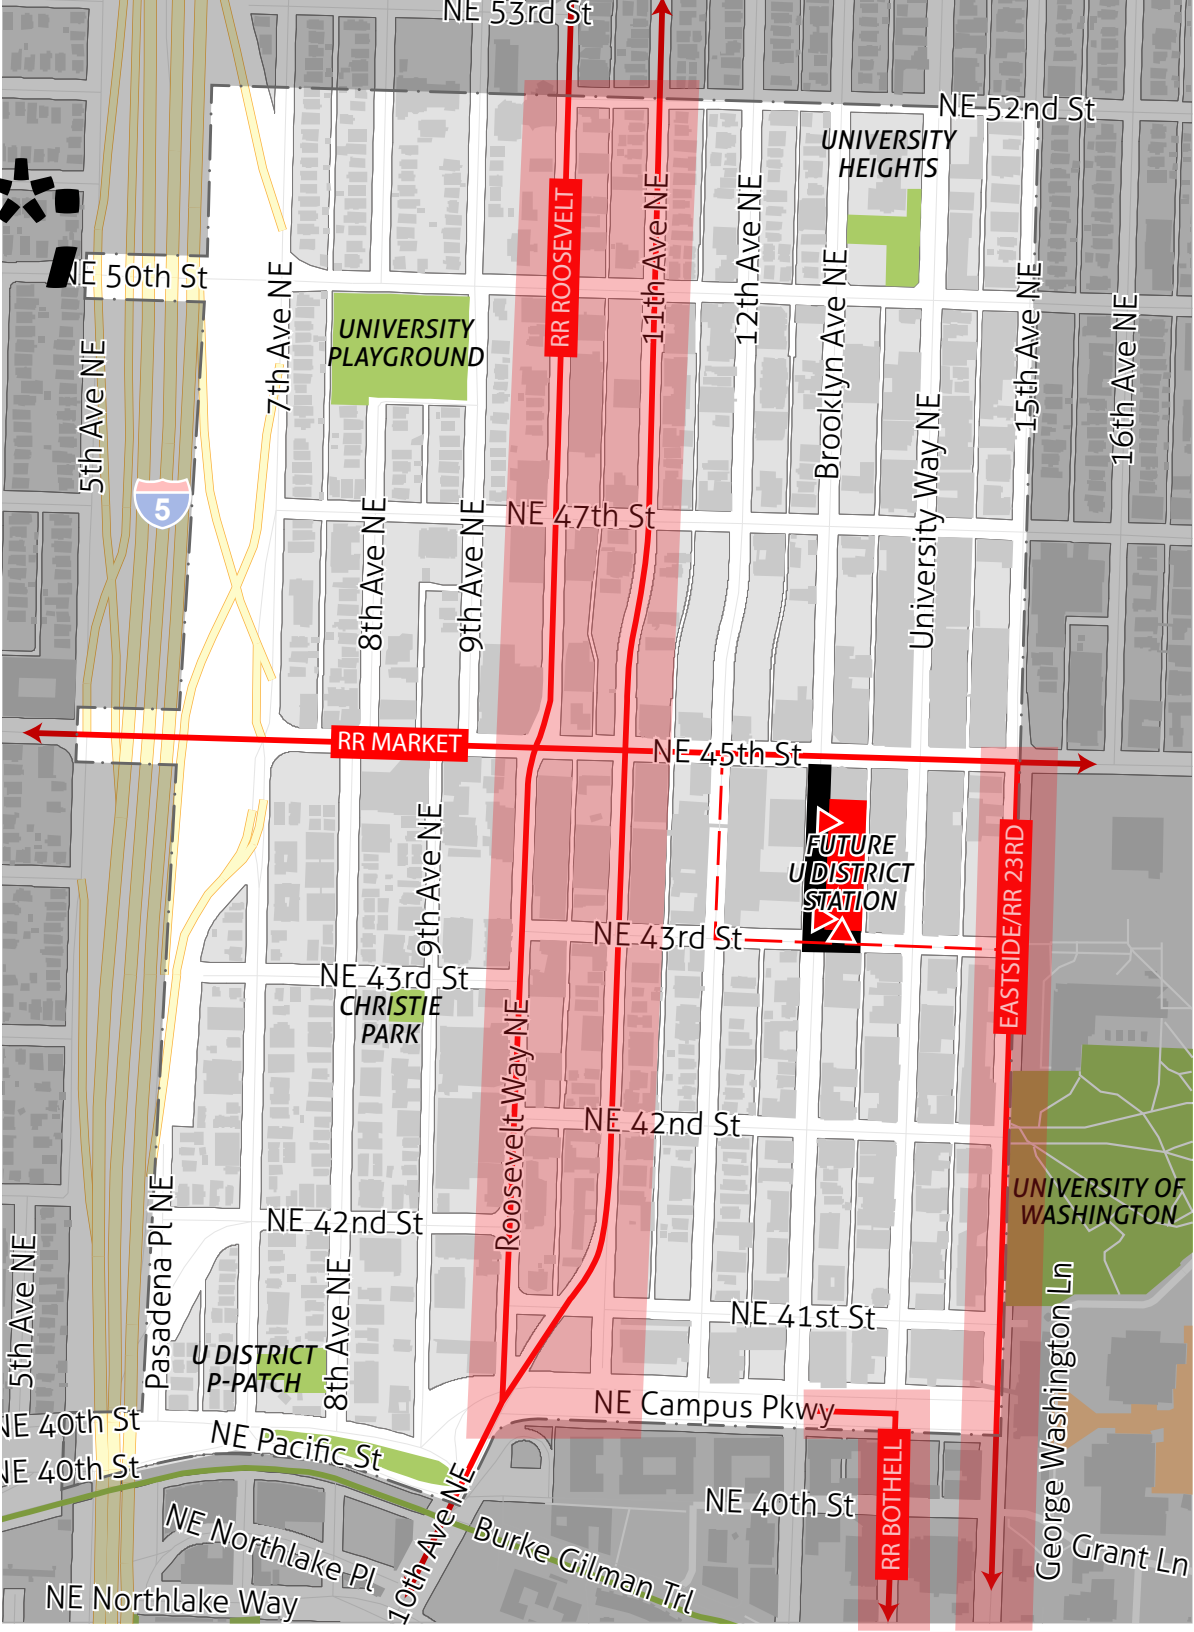 NE 53rd St
NE 52nd St
UNIVERSITY
HEIGHTS
RR ROOSEVELT
11th Ave NE
12th Ave NE
Brooklyn Ave NE
NE 50th St
7th Ave NE
15th Ave NE
16th Ave NE
UNIVERSITY
PLAYGROUND
5th Ave NE
University Way NE
5
8th Ave NE
9th Ave NE
NE 47th St
RR MARKET
NE 45th St
FUTURE
U DISTRICT
STATION
EASTSIDE/RR 23RD
9th Ave NE
NE 43rd St
NE 43rd St
CHRISTIE
PARK
Roosevelt Way NE
NE 42nd St
UNIVERSITY OF
WASHINGTON
Pasadena Pl NE
NE 42nd St
5th Ave NE
8th Ave NE
George Washington Ln
NE 41st St
U DISTRICT
P-PATCH
NE Campus Pkwy
NE 40th St
NE Pacific St
RR BOTHELL
NE 40th St
NE 40th St
10th Ave NE
NE Northlake Pl
Burke Gilman Trl
Grant Ln
NE Northlake Way